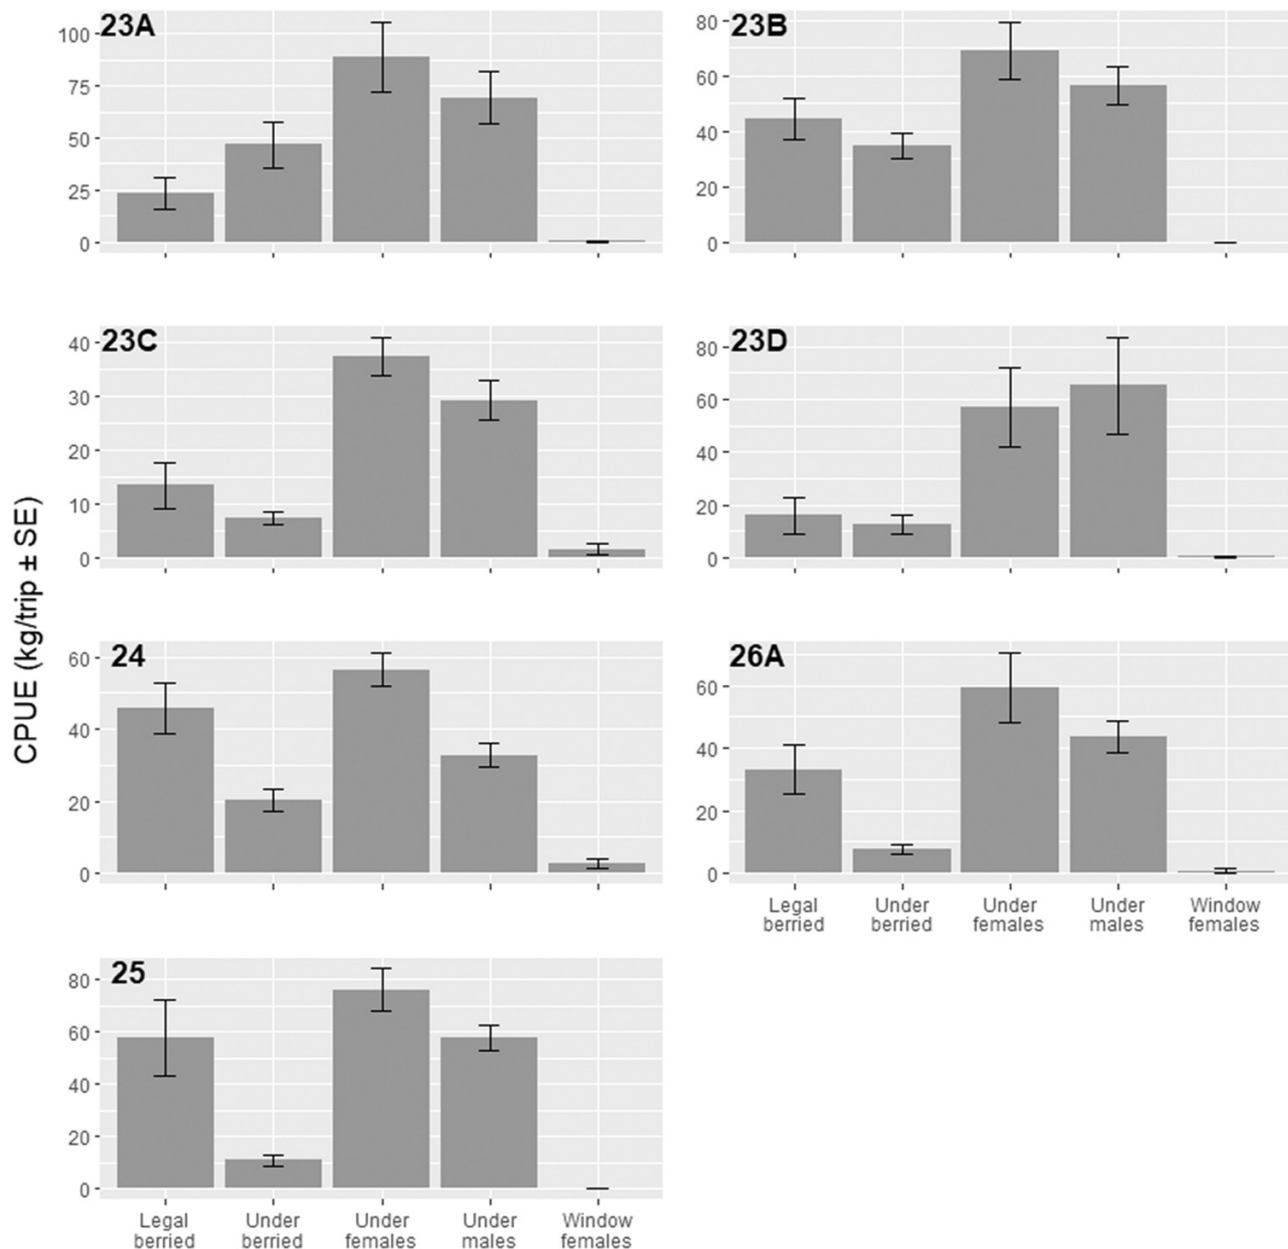 CPUE (kg/trip ± SE)
23A
100
75
50
25
0
23B
80
60
40
20
0
23C
40
30
20
10
0
23D
80
60
40
20
0
24
60
40
20
0
26A
60
40
20
0
Legal
berried
Under
berried
Under
females
Under
males
Window
females
25
80
60
40
20
0
Legal
berried
Under
berried
Under
females
Under
males
Window
females